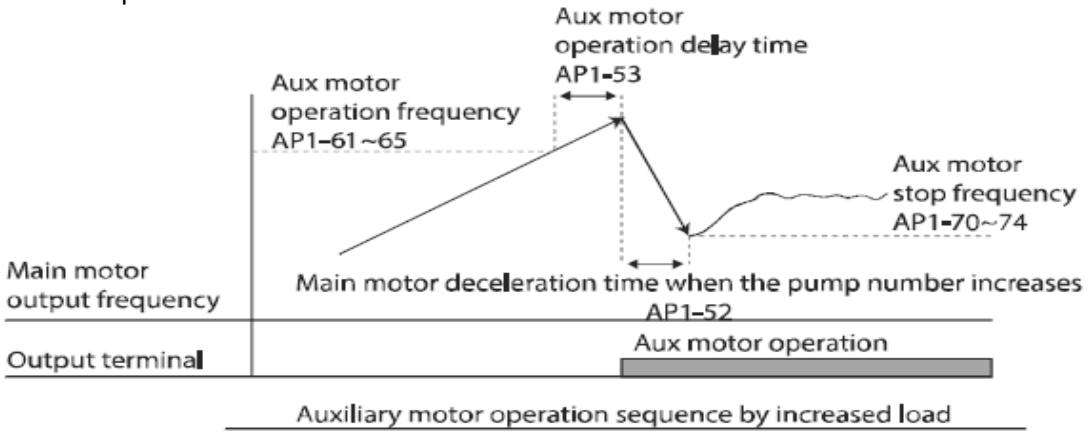 Aux motor
operation delay time
AP1-53
Aux motor
operation frequency
AP1-61~65
Aux motor
stop frequency
AP1-70~74
Main motor
output frequency
Main motor deceleration time when the pump number increases
AP1-52
Output terminal
Aux motor operation
Auxiliary motor operation sequence by increased load